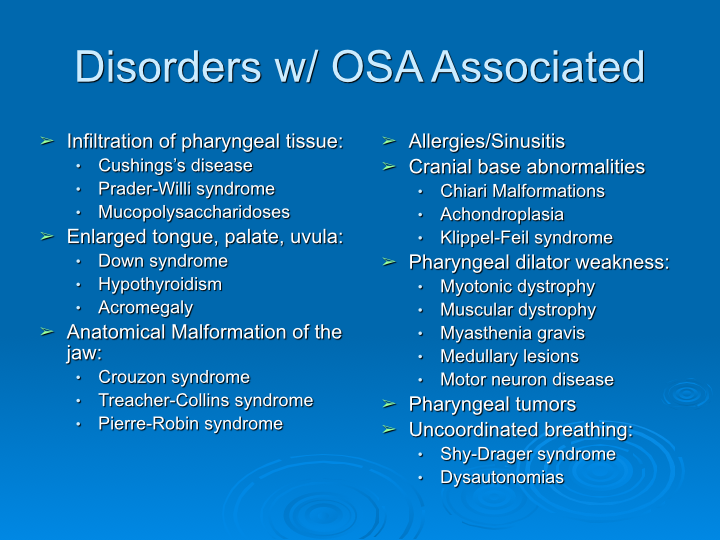 Disorders w/ OSA Associated
➢ Infiltration of pharyngeal tissue:
• Cushings's disease
• Prader-Willi syndrome
• Mucopolysaccharidoses
➢ Enlarged tongue, palate, uvula:
• Down syndrome
• Hypothyroidism
• Acromegaly
➢ Anatomical Malformation of the
jaw:
• Crouzon syndrome
• Treacher-Collins syndrome
• Pierre-Robin syndrome
➢ Allergies/Sinusitis
➢ Cranial base abnormalities
• Chiari Malformations
• Achondroplasia
• Klippel-Feil syndrome
➢ Pharyngeal dilator weakness:
• Myotonic dystrophy
• Muscular dystrophy
• Myasthenia gravis
• Medullary lesions
• Motor neuron disease
➢ Pharyngeal tumors
➢ Uncoordinated breathing:
• Shy-Drager syndrome
• Dysautonomias